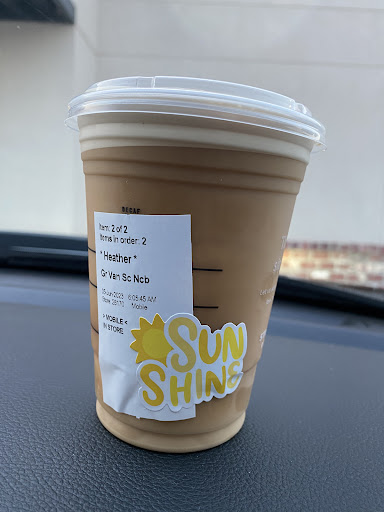 DECAF
Item: 2 of 2
Items in order: 2
* Heather *
Gr Van Sc Ncb
Mobile
> MOBILE <
IN STORE
SUN
SHINE